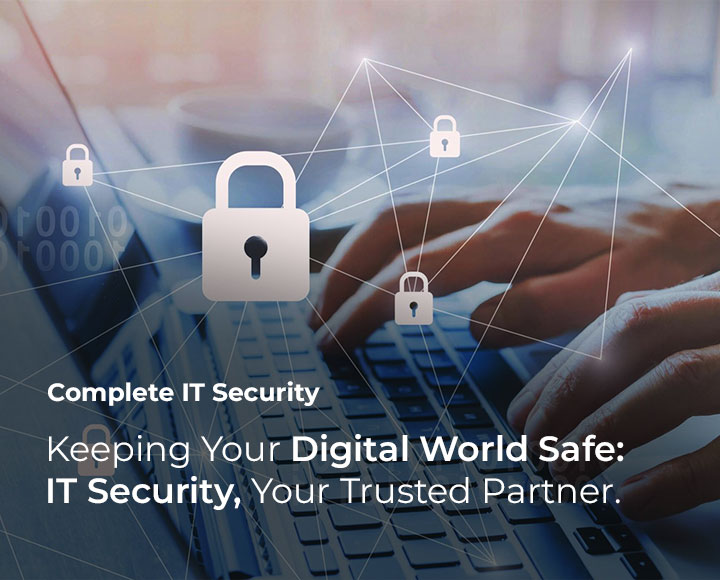 Complete IT Security
Keeping Your Digital World Safe:
IT Security, Your Trusted Partner.